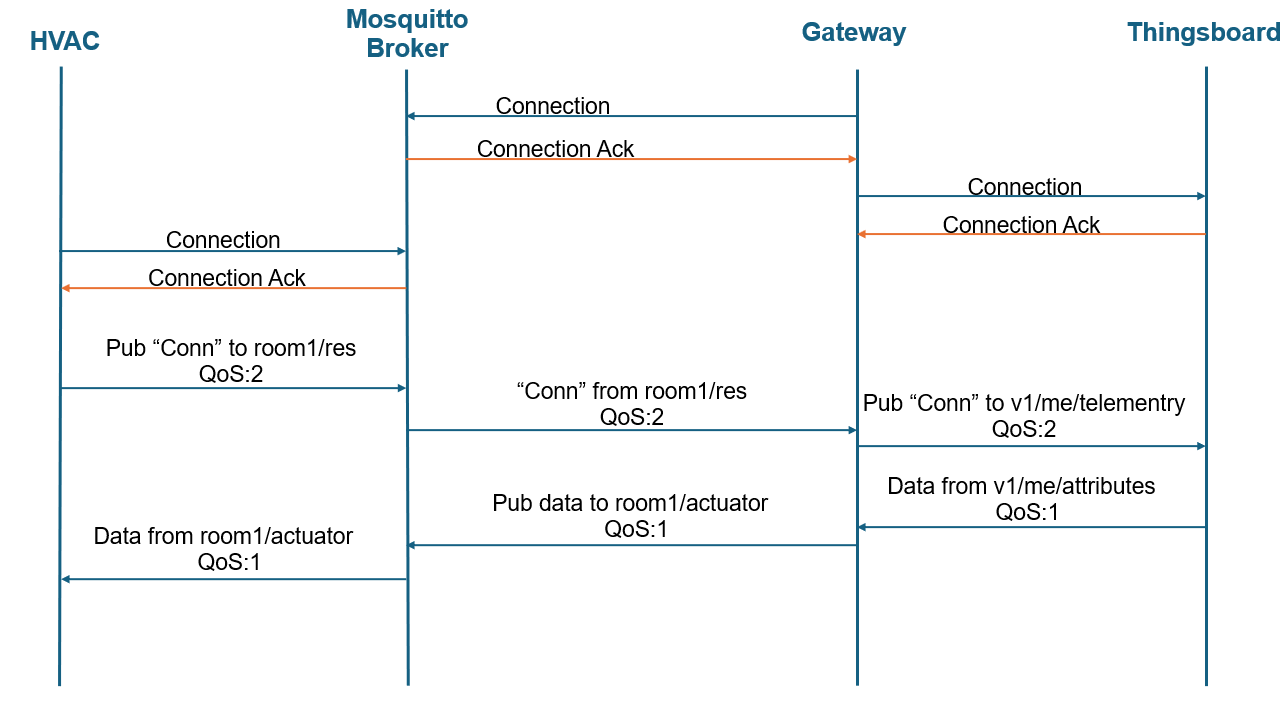 HVAC
Mosquitto
Broker
Gateway
Thingsboard
Connection
Connection Ack
Connection
Connection Ack
Connection
Connection Ack
Pub “Conn” to room1/res
QoS:2
“Conn” from room1/res
QoS:2
Pub “Conn” to v1/me/telementry
QoS:2
Data from v1/me/attributes
QoS:1
Pub data to room1/actuator
QoS:1
Data from room1/actuator
QoS:1